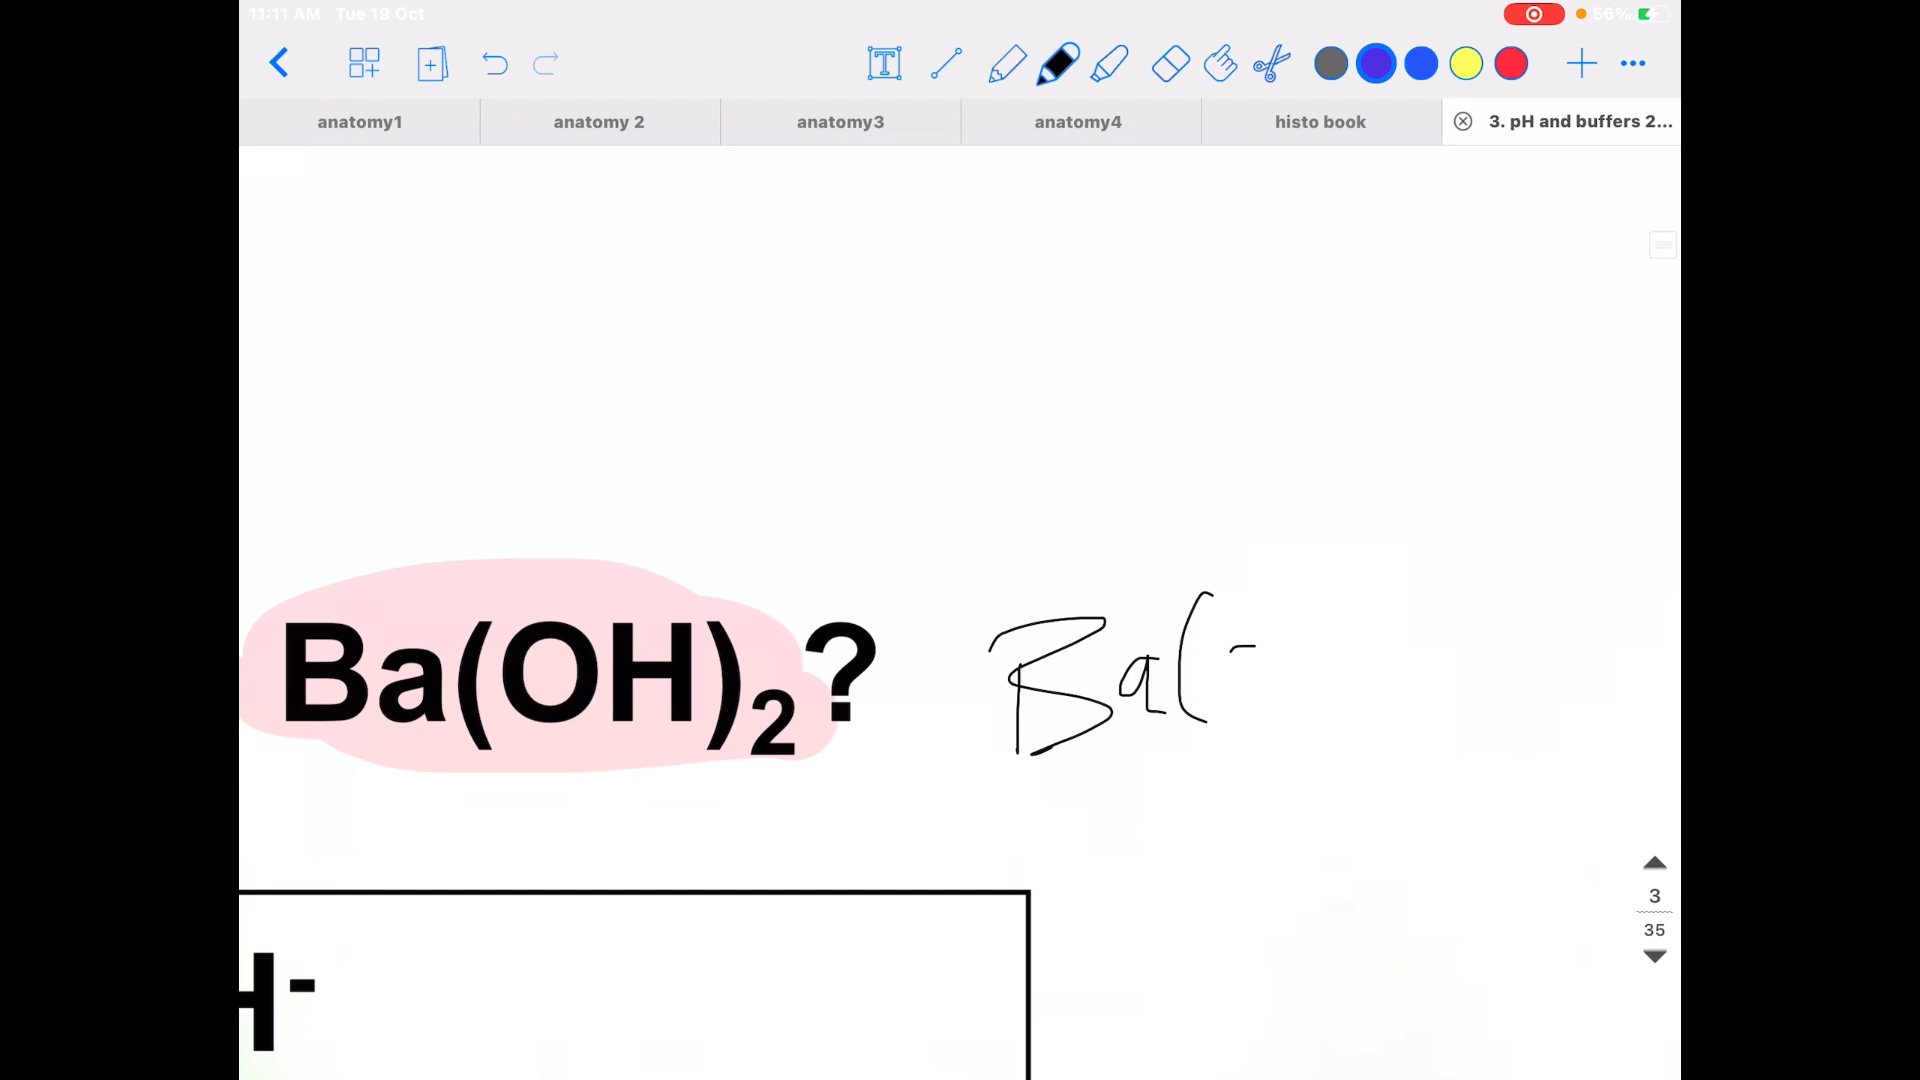 11:11 AM Tue 19 Oct
56%
T
anatomy1 anatomy 2 anatomy3 anatomy4 histo book 3. pH and buffers 2...
Ba(OH)₂? Ba(-
H⁻
3
35